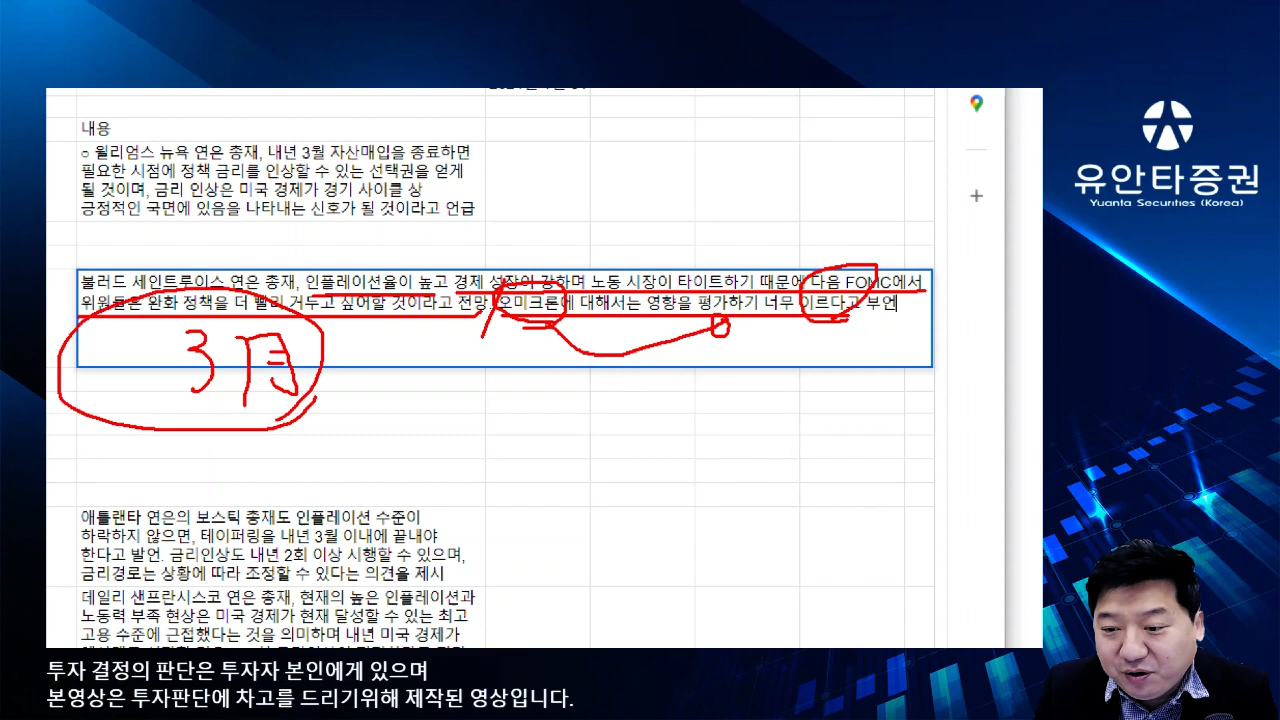 내용
○ 윌리엄스 뉴욕 연은 총재, 내년 3월 자산매입을 종료하면
필요한 시점에 정책 금리를 인상할 수 있는 선택권을 얻게
될 것이며, 금리 인상은 미국 경제가 경기 사이클 상
긍정적인 국면에 있음을 나타내는 신호가 될 것이라고 언급
불러드 세인트루이스 연은 총재, 인플레이션율이 높고 경제 성장이 강하며 노동 시장이 타이트하기 때문에 다음 FOMC에서
위원들은 완화 정책을 더 빨리 거두고 싶어할 것이라고 전망, 오미크론에 대해서는 영향을 평가하기 너무 이르다고 부언
3月
애틀랜타 연은의 보스틱 총재도 인플레이션 수준이
하락하지 않으면, 테이퍼링을 내년 3월 이내에 끝내야
한다고 발언. 금리인상도 내년 2회 이상 시행할 수 있으며,
금리경로는 상황에 따라 조정할 수 있다는 의견을 제시
데일리 샌프란시스코 연은 총재, 현재의 높은 인플레이션과
노동력 부족 현상은 미국 경제가 현재 달성할 수 있는 최고
고용 수준에 근접했다는 것을 의미하며 내년 미국 경제가
유안타증권
Yuanta Securities (Korea)
투자 결정의 판단은 투자자 본인에게 있으며
본영상은 투자판단에 차고를 드리기위해 제작된 영상입니다.